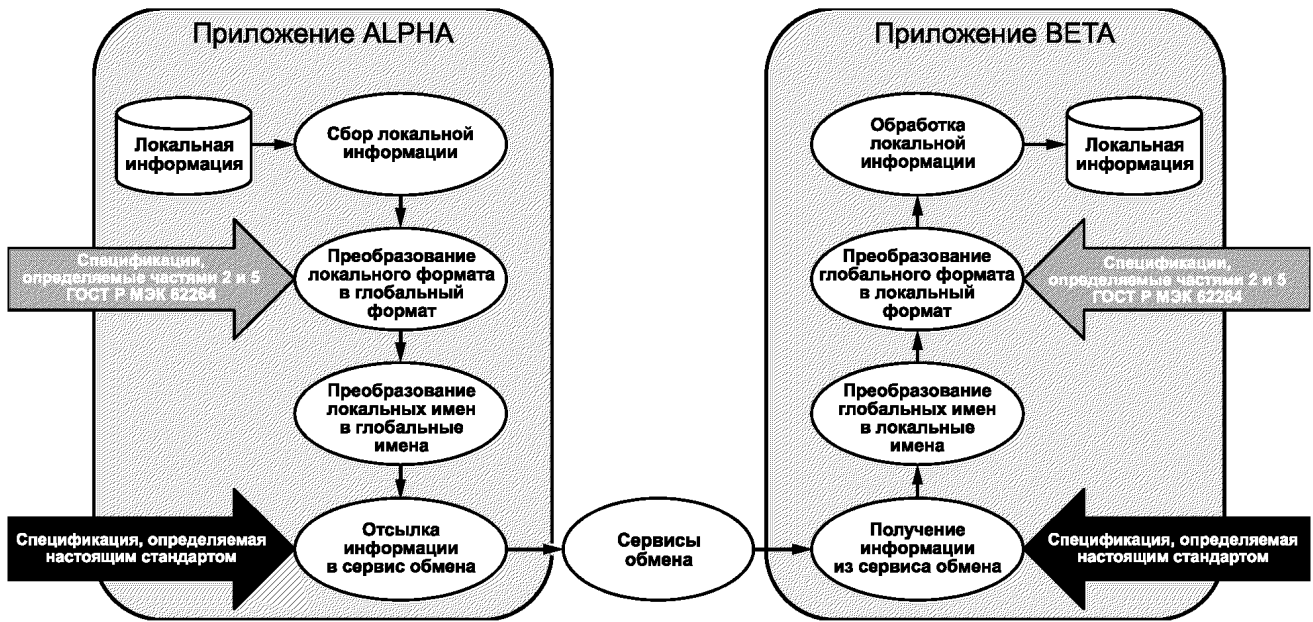 Приложение ALPHA
Локальная
информация
Сбор локальной
информации
Спецификации,
определяемые частями 2 и 5
ГОСТ Р МЭК 62264
Преобразование
локального формата
в глобальный
формат
Преобразование
локальных имен
в глобальные
имена
Спецификация, определяемая
настоящим стандартом
Отсылка
информации
в сервис обмена
Сервисы
обмена
Приложение BETA
Обработка
локальной
информации
Локальная
информация
Преобразование
глобального формата
в локальный
формат
Спецификации,
определяемые частями 2 и 5
ГОСТ Р МЭК 62264
Преобразование
глобальных имен
в локальные
имена
Получение
информации
из сервиса обмена
Спецификация, определяемая
настоящим стандартом